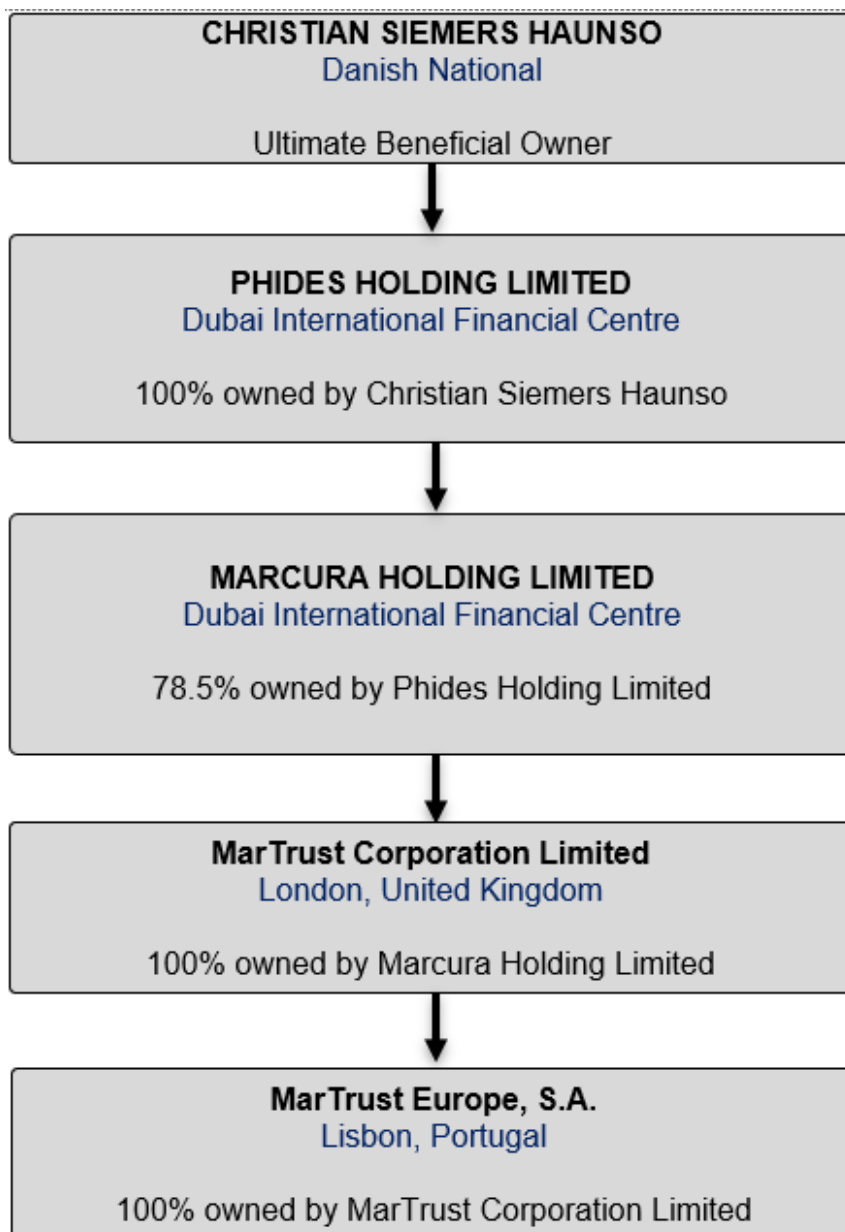 CHRISTIAN SIEMERS HAUNSO
Danish National
Ultimate Beneficial Owner
PHIDES HOLDING LIMITED
Dubai International Financial Centre
100% owned by Christian Siemers Haunso
MARCURA HOLDING LIMITED
Dubai International Financial Centre
78.5% owned by Phides Holding Limited
MarTrust Corporation Limited
London, United Kingdom
100% owned by Marcura Holding Limited
MarTrust Europe, S.A.
Lisbon, Portugal
100% owned by MarTrust Corporation Limited